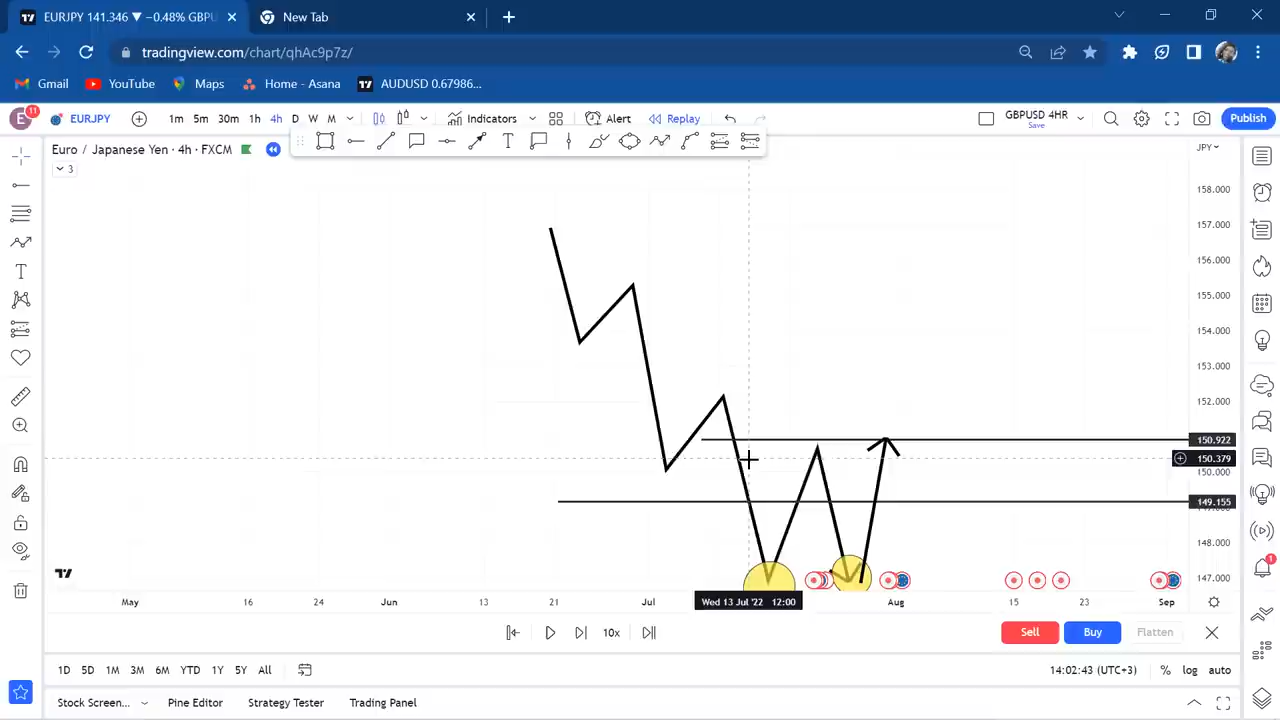 EURJPY 141.346 ▼ −0.48% GBPU
New Tab
tradingview.com/chart/qhAc9p7z/
Gmail YouTube Maps Home - Asana AUDUSD 0.67986...
E 11 EURJPY 1m 5m 30m 1h 4h D W M Indicators Alert Replay GBPUSD 4HR Save Publish
Euro / Japanese Yen · 4h · FXCM
JPY
3
158.000
157.000
156.000
155.000
154.000
153.000
152.000
150.922
150.379
150.000
149.155
148.000
147.000
May 16 24 Jun 13 21 Jul Wed 13 Jul '22 12:00 Aug 15 23 Sep
10x Sell Buy Flatten
1D 5D 1M 3M 6M YTD 1Y 5Y All 14:02:43 (UTC+3) % log auto
Stock Screen... Pine Editor Strategy Tester Trading Panel
1